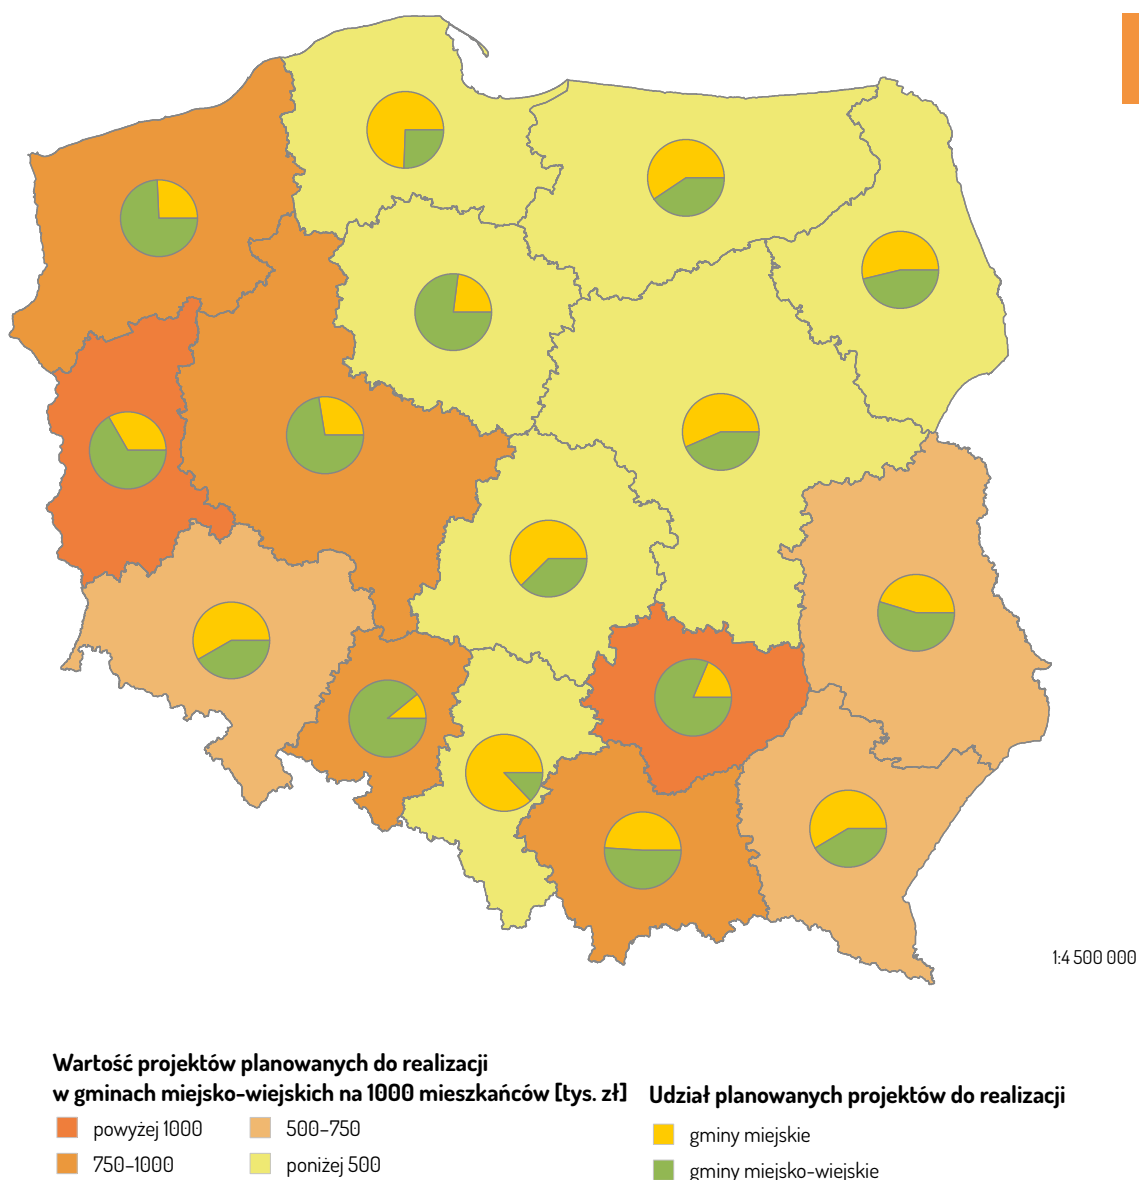 1:4 500 000
Wartość projektów planowanych do realizacji
w gminach miejsko-wiejskich na 1000 mieszkańców [tys. zł]
powyżej 1000
500–750
750–1000
poniżej 500
Udział planowanych projektów do realizacji
gminy miejskie
gminy miejsko-wiejskie